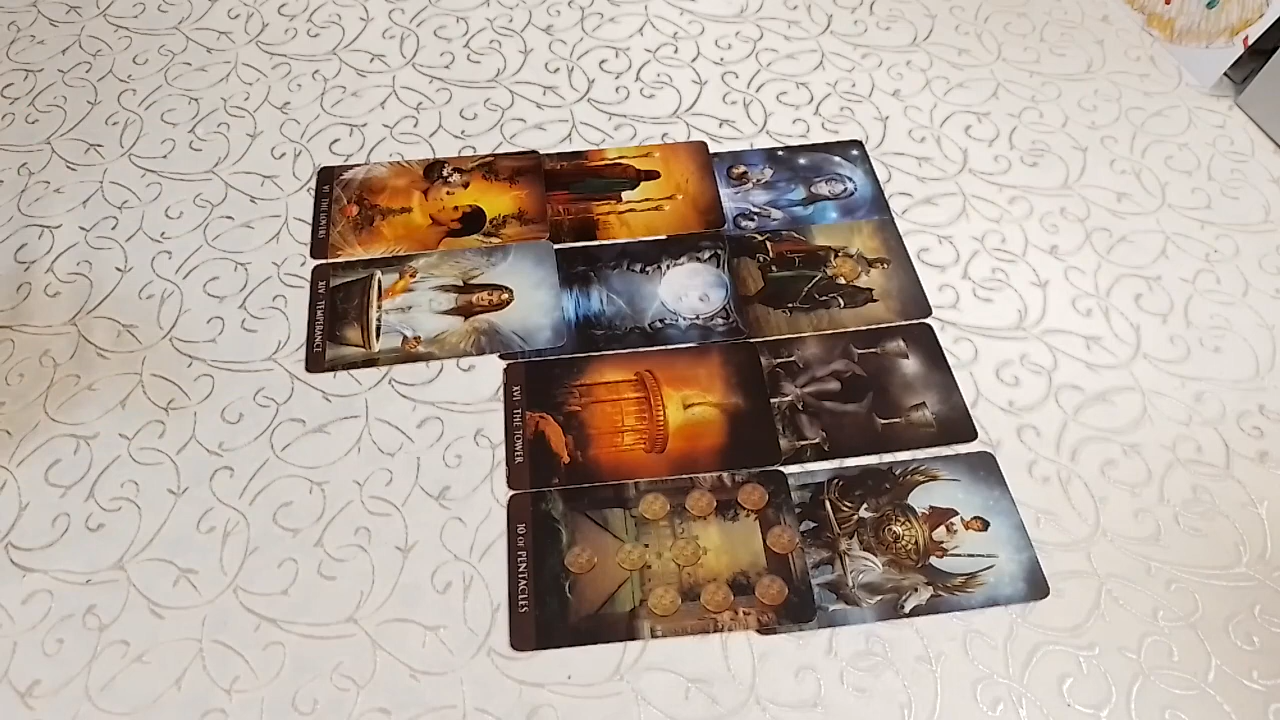 VI · THE LOVERS
XIV · TEMPERANCE
XVI · THE TOWER
10 OF PENTACLES